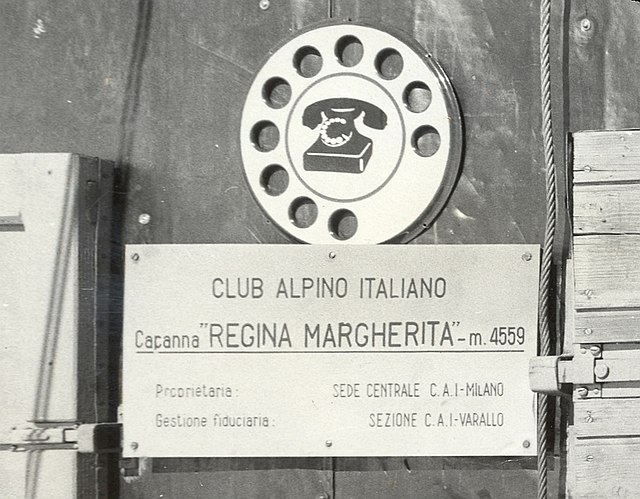 CLUB ALPINO ITALIANO
Capanna "REGINA MARGHERITA" - m. 4559
Proprietaria: SEDE CENTRALE C.A.I-MILANO
Gestione fiduciaria: SEZIONE C.A.I-VARALLO